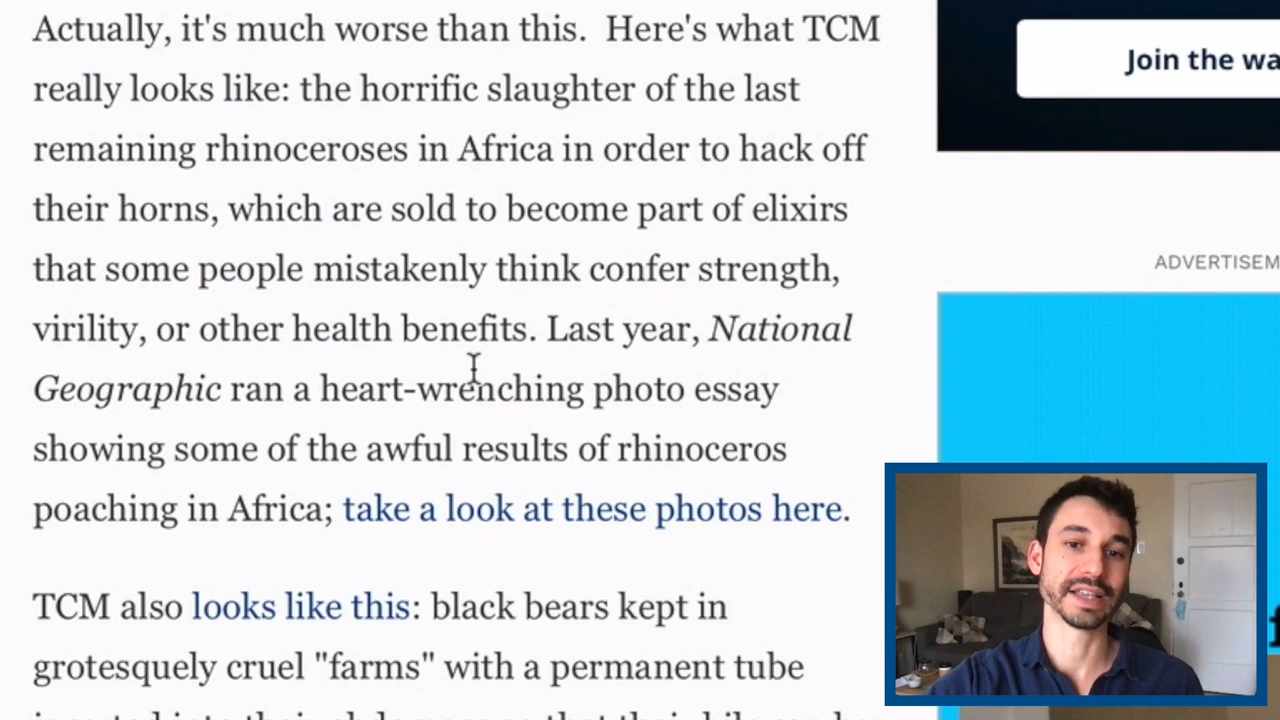 Actually, it's much worse than this.  Here's what TCM
really looks like: the horrific slaughter of the last
remaining rhinoceroses in Africa in order to hack off
their horns, which are sold to become part of elixirs
that some people mistakenly think confer strength,
virility, or other health benefits. Last year, National
Geographic ran a heart-wrenching photo essay
showing some of the awful results of rhinoceros
poaching in Africa; take a look at these photos here.
TCM also looks like this: black bears kept in
grotesquely cruel "farms" with a permanent tube
Join the